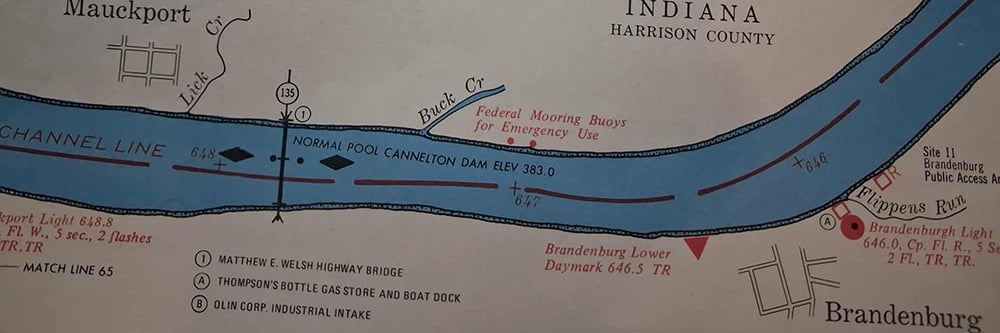 Mauckport
INDIANA
HARRISON COUNTY
Lick Cr
135
1
Buck Cr
Federal Mooring Buoys
for Emergency Use
CHANNEL LINE
648
NORMAL POOL CANNELTON DAM ELEV 383.0
647
646
Site 11
Brandenburg
Public Access Ar
R
Flippens Run
A
kport Light 648.8
Fl. W., 5 sec., 2 flashes
TR, TR
MATCH LINE 65
Brandenburg Lower
Daymark 646.5 TR
Brandenburgh Light
646.0, Cp. Fl. R., 5 Se
2 Fl., TR, TR.
1 MATTHEW E. WELSH HIGHWAY BRIDGE
A THOMPSON'S BOTTLE GAS STORE AND BOAT DOCK
B OLIN CORP. INDUSTRIAL INTAKE
Brandenburg